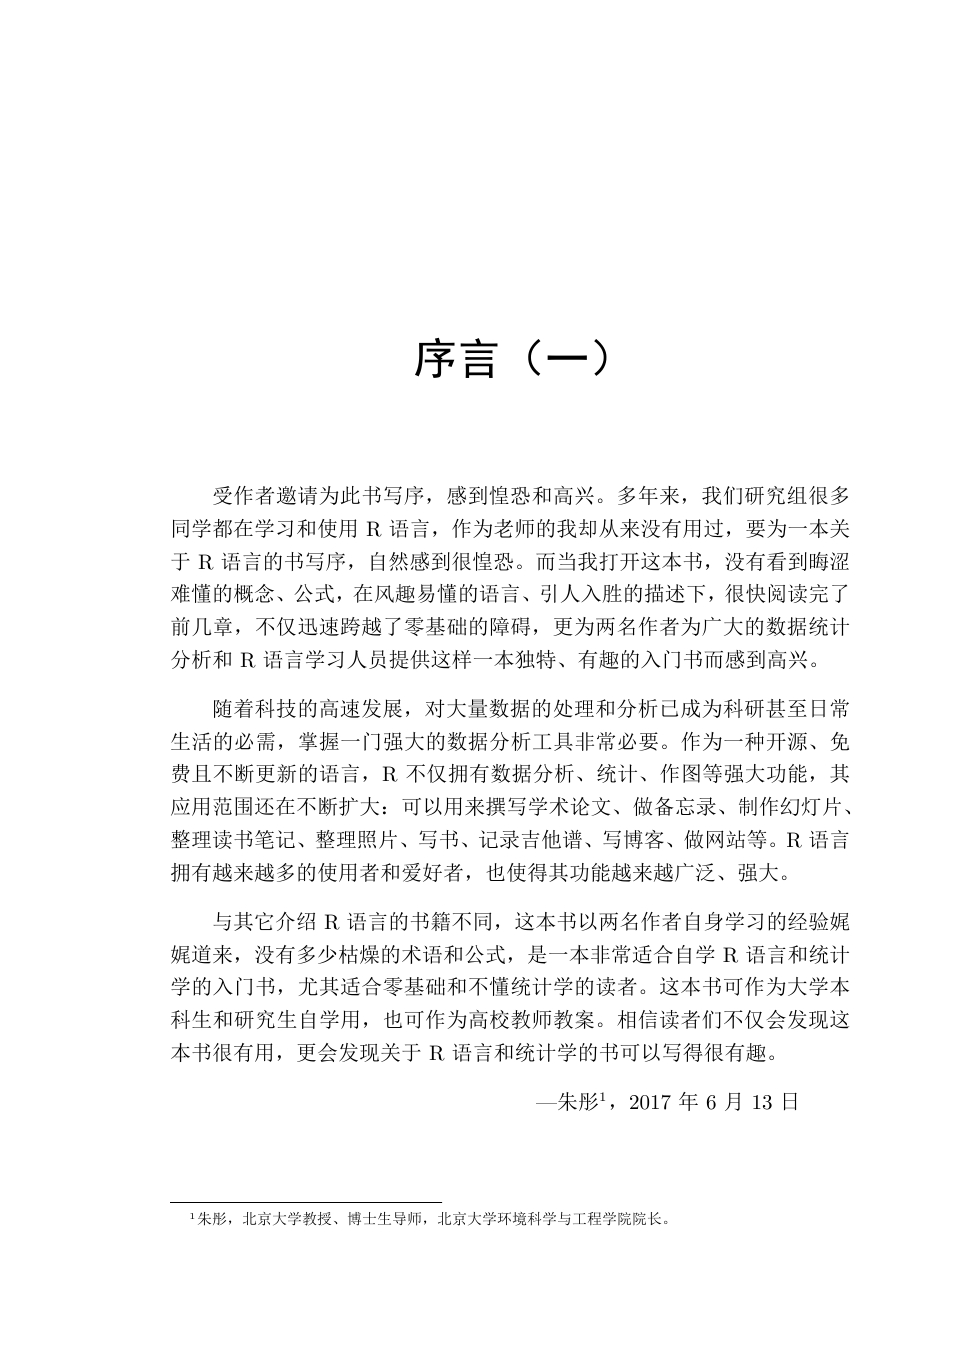 序言（一）
受作者邀请为此书写序，感到惶恐和高兴。多年来，我们研究组很多
同学都在学习和使用 R 语言，作为老师的我却从来没有用过，要为一本关
于 R 语言的书写序，自然感到很惶恐。而当我打开这本书，没有看到晦涩
难懂的概念、公式，在风趣易懂的语言、引人入胜的描述下，很快阅读完了
前几章，不仅迅速跨越了零基础的障碍，更为两名作者为广大的数据统计
分析和 R 语言学习人员提供这样一本独特、有趣的入门书而感到高兴。
随着科技的高速发展，对大量数据的处理和分析已成为科研甚至日常
生活的必需，掌握一门强大的数据分析工具非常必要。作为一种开源、免
费且不断更新的语言，R 不仅拥有数据分析、统计、作图等强大功能，其
应用范围还在不断扩大：可以用来撰写学术论文、做备忘录、制作幻灯片、
整理读书笔记、整理照片、写书、记录吉他谱、写博客、做网站等。R 语言
拥有越来越多的使用者和爱好者，也使得其功能越来越广泛、强大。
与其它介绍 R 语言的书籍不同，这本书以两名作者自身学习的经验娓
娓道来，没有多少枯燥的术语和公式，是一本非常适合自学 R 语言和统计
学的入门书，尤其适合零基础和不懂统计学的读者。这本书可作为大学本
科生和研究生自学用，也可作为高校教师教案。相信读者们不仅会发现这
本书很有用，更会发现关于 R 语言和统计学的书可以写得很有趣。
—朱彤¹，2017 年 6 月 13 日
¹朱彤，北京大学教授、博士生导师，北京大学环境科学与工程学院院长。